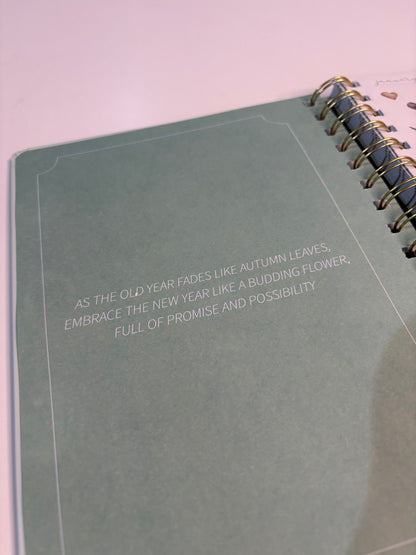 AS THE OLD YEAR FADES LIKE AUTUMN LEAVES,
EMBRACE THE NEW YEAR LIKE A BUDDING FLOWER,
FULL OF PROMISE AND POSSIBILITY